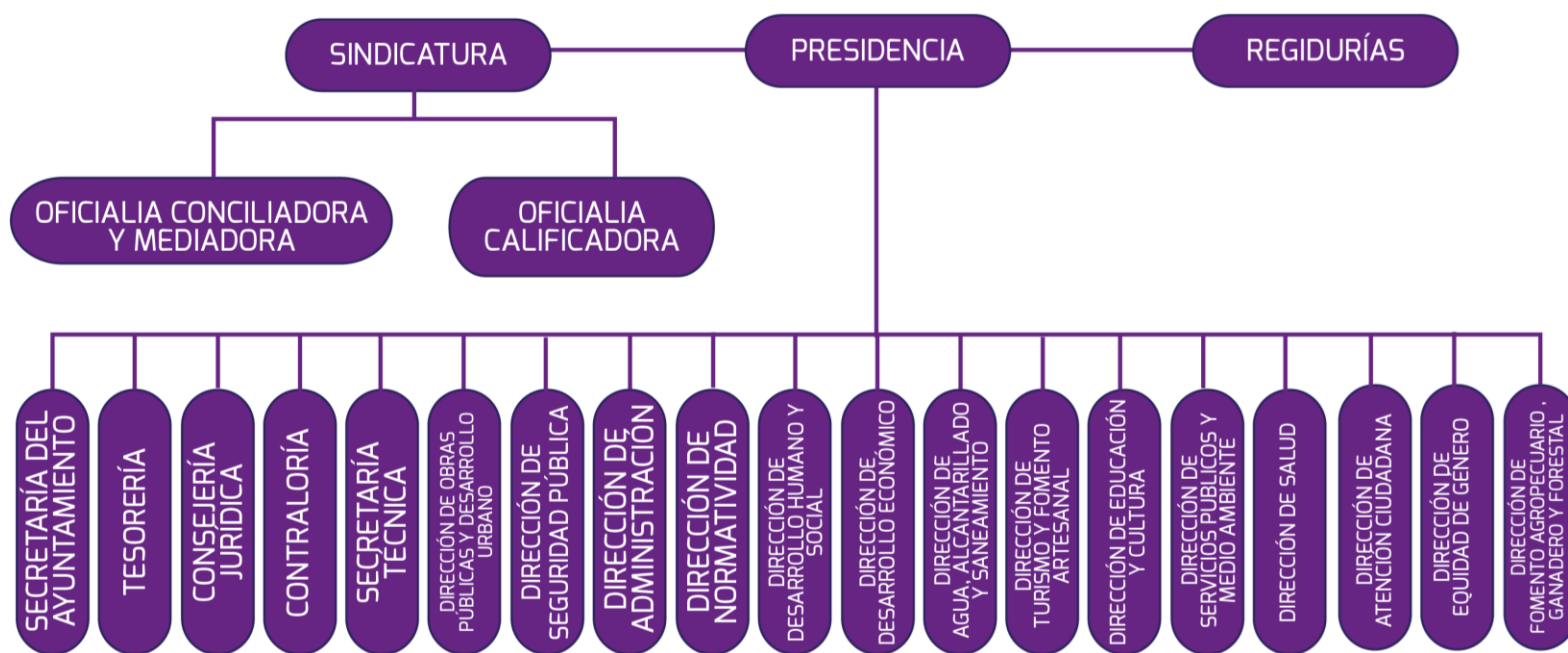 SINDICATURA
PRESIDENCIA
REGIDURÍAS
OFICIALIA CONCILIADORA
Y MEDIADORA
OFICIALIA
CALIFICADORA
SECRETARÍA DEL
AYUNTAMIENTO
TESORERÍA
CONSEJERÍA
JURÍDICA
CONTRALORÍA
SECRETARÍA
TÉCNICA
DIRECCIÓN DE OBRAS
PÚBLICAS Y DESARROLLO
URBANO
DIRECCIÓN DE
SEGURIDAD PÚBLICA
DIRECCIÓN DE
ADMINISTRACIÓN
DIRECCIÓN DE
NORMATIVIDAD
DIRECCIÓN DE
DESARROLLO HUMANO Y
SOCIAL
DIRECCIÓN DE
DESARROLLO ECONÓMICO
DIRECCIÓN DE
AGUA, ALCANTARILLADO
Y SANEAMIENTO
DIRECCIÓN DE
TURISMO Y FOMENTO
ARTESANAL
DIRECCIÓN DE EDUCACIÓN
Y CULTURA
DIRECCIÓN DE
SERVICIOS PÚBLICOS Y
MEDIO AMBIENTE
DIRECCIÓN DE SALUD
DIRECCIÓN DE
ATENCIÓN CIUDADANA
DIRECCIÓN DE
EQUIDAD DE GÉNERO
DIRECCIÓN DE
FOMENTO AGROPECUARIO ,
GANADERO Y FORESTAL